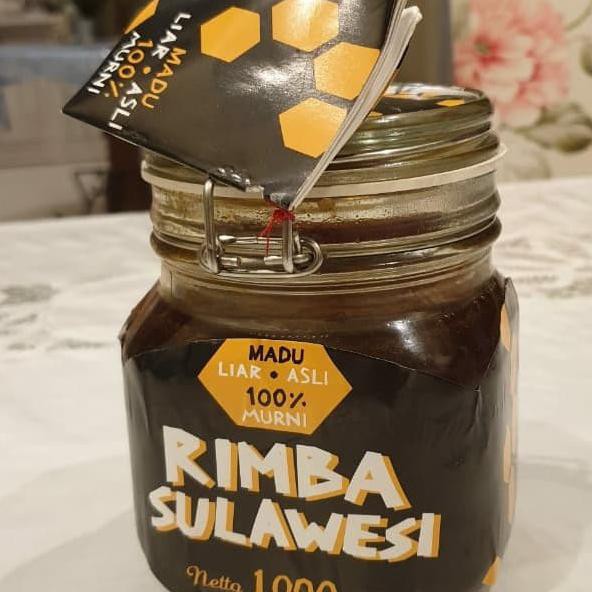 MADU
LIAR • ASLI
100%
MURNI
MADU
LIAR • ASLI
100%
MURNI
RIMBA
SULAWESI
Netto 1000